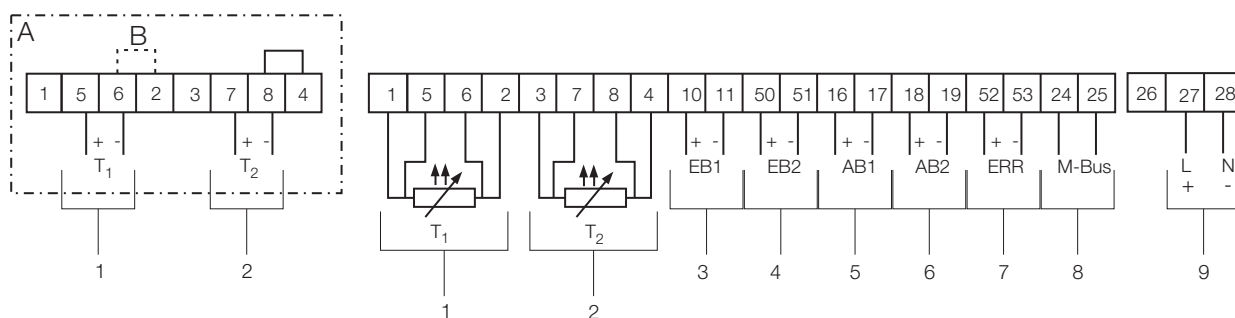 A
B
1 5 6 2 3 7 8 4
+ - + -
T₁ T₂
1 2
1 5 6 2 3 7 8 4 10 11 50 51 16 17 18 19 52 53 24 25 26 27 28
+ - + - + - + - + -
EB1 EB2 AB1 AB2 ERR M-Bus L N
+ -
T₁ T₂
3 4 5 6 7 8 9
1 2